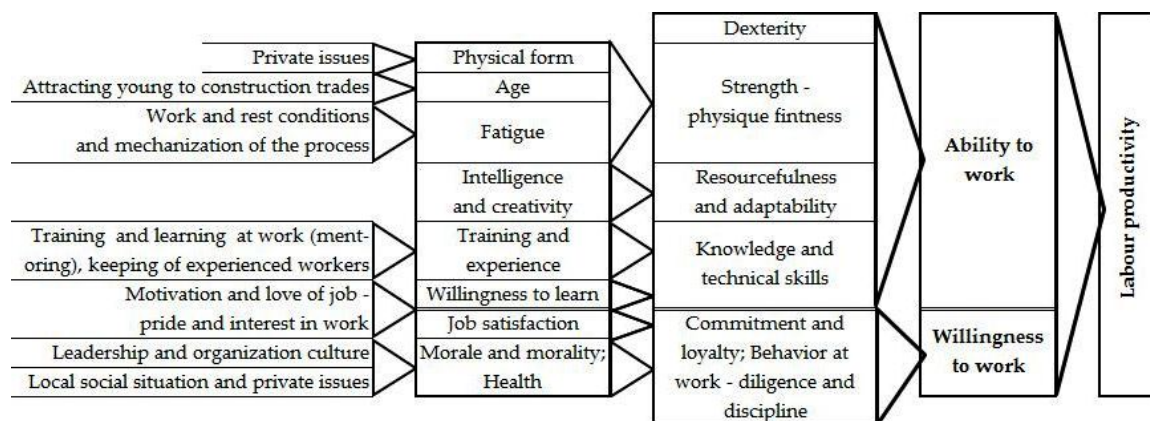 Private issues
Attracting young to construction trades
Work and rest conditions
and mechanization of the process
Training and learning at work (ment-
oring), keeping of experienced workers
Motivation and love of job -
pride and interest in work
Leadership and organization culture
Local social situation and private issues
Physical form
Age
Fatigue
Intelligence
and creativity
Training and
experience
Willingness to learn
Job satisfaction
Morale and morality;
Health
Dexterity
Strength -
physique fintness
Resourcefulness
and adaptability
Knowledge and
technical skills
Commitment and
loyalty; Behavior at
work - diligence and
discipline
Ability to
work
Willingness
to work
Labour productivity